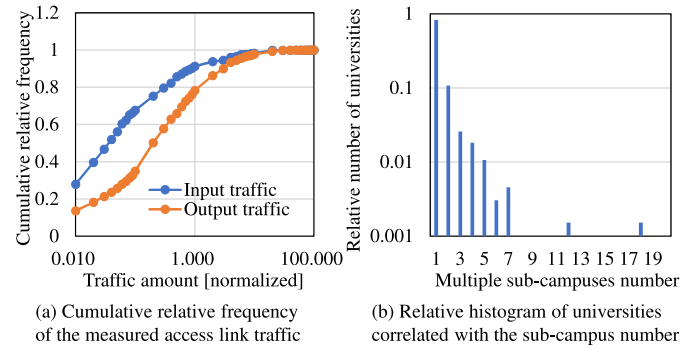 Cumulative relative frequency
1
0.8
0.6
0.4
0.2
0
0.010
1.000
100.000
Input traffic
Output traffic
Traffic amount [normalized]
(a) Cumulative relative frequency
of the measured access link traffic
Relative number of universities
1
0.1
0.01
0.001
1 3 5 7 9 11 13 15 17 19
Multiple sub-campuses number
(b) Relative histogram of universities
correlated with the sub-campus number